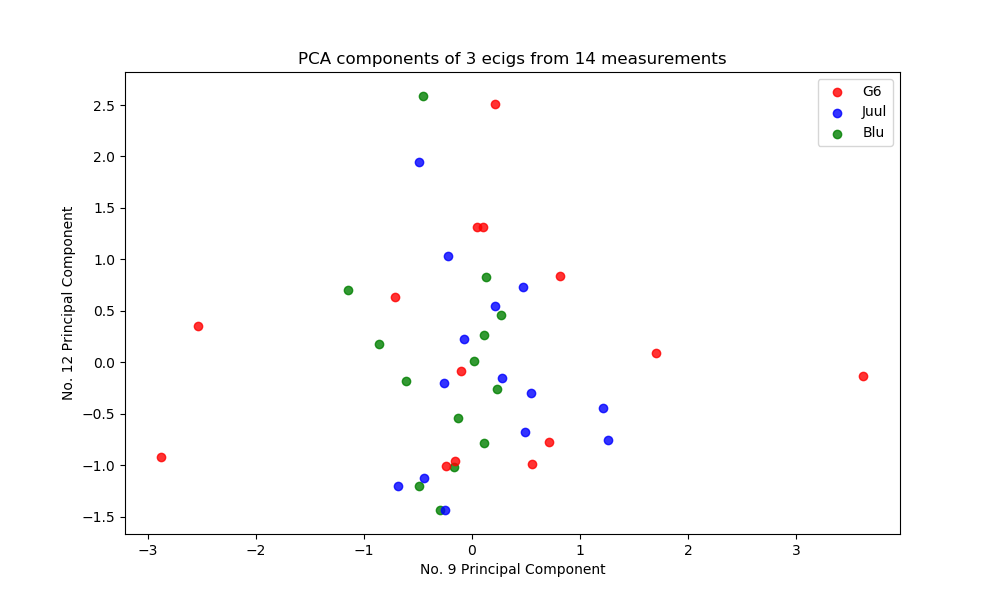 PCA components of 3 ecigs from 14 measurements
G6
Juul
Blu
2.5
2.0
1.5
1.0
0.5
0.0
−0.5
−1.0
−1.5
No. 12 Principal Component
−3 −2 −1 0 1 2 3
No. 9 Principal Component